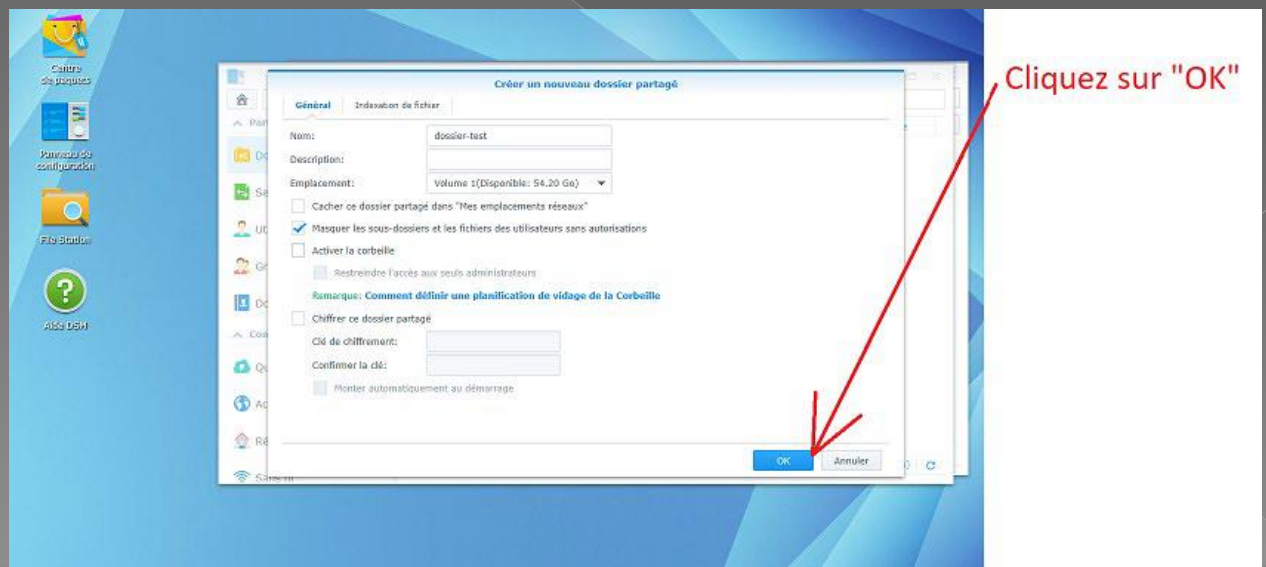 Centre
de paquets
Panneau de
configuration
File Station
Aide DSM
Créer un nouveau dossier partagé
Général
Indexation de fichier
Nom:
dossier-test
Description:
Emplacement:
Volume 1(Disponible: 54.20 Go)
Cacher ce dossier partagé dans "Mes emplacements réseaux"
Masquer les sous-dossiers et les fichiers des utilisateurs sans autorisations
Activer la corbeille
Restreindre l'accès aux seuls administrateurs
Remarque: Comment définir une planification de vidage de la Corbeille
Chiffrer ce dossier partagé
Clé de chiffrement:
Confirmer la clé:
Monter automatiquement au démarrage
OK
Annuler
Cliquez sur "OK"